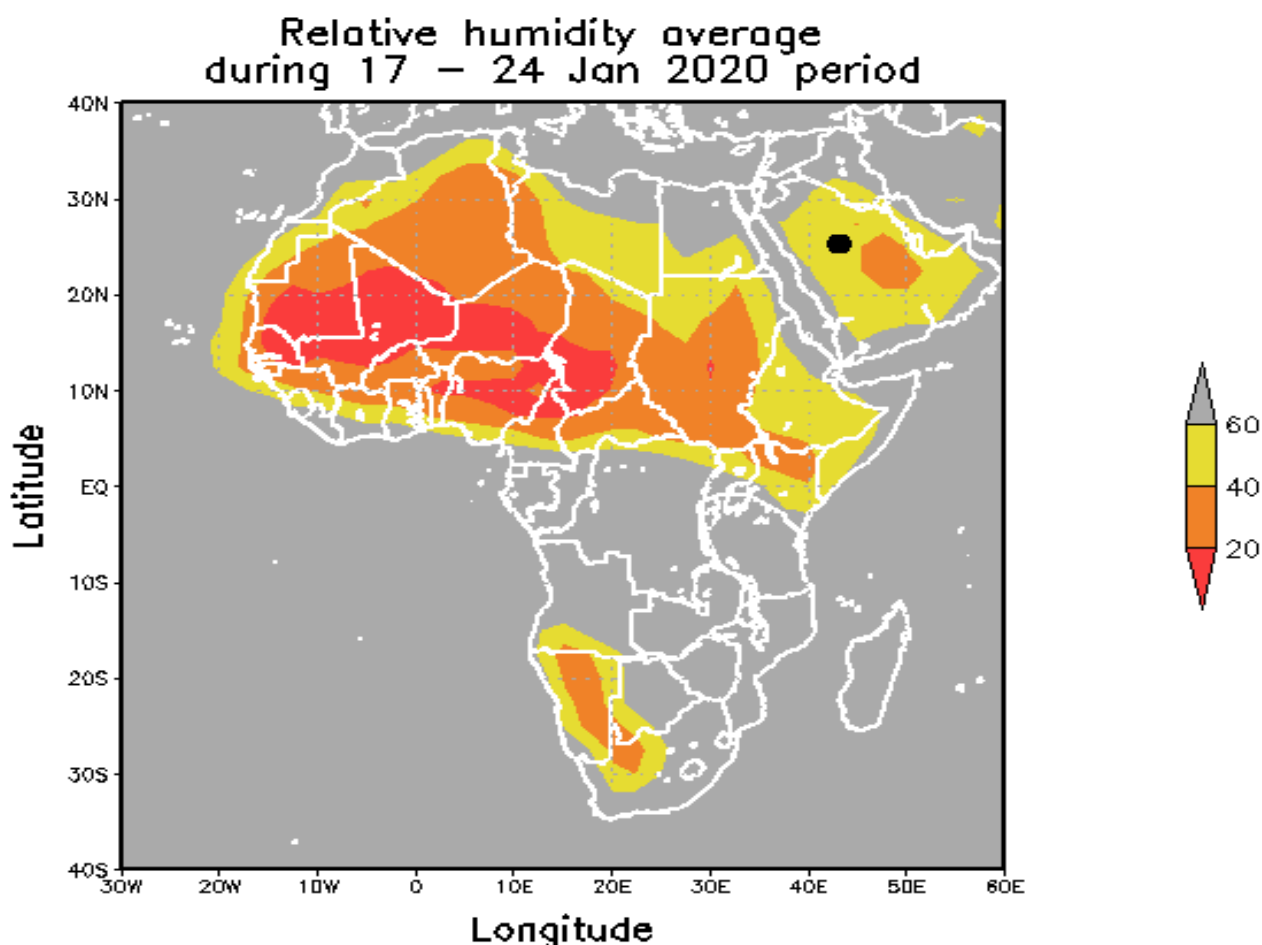 Relative humidity average
during 17 – 24 Jan 2020 period
40N
30N
20N
10N
EQ
10S
20S
30S
40S
Latitude
30W 20W 10W 0 10E 20E 30E 40E 50E 60E
Longitude
60
40
20